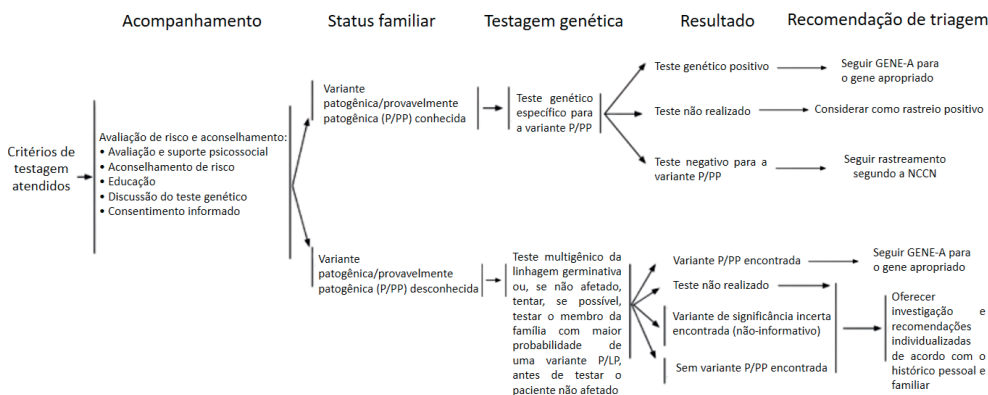 Acompanhamento
Status familiar
Testagem genética
Resultado
Recomendação de triagem
Critérios de
testagem
atendidos
Avaliação de risco e aconselhamento:
• Avaliação e suporte psicossocial
• Aconselhamento de risco
• Educação
• Discussão do teste genético
• Consentimento informado
Variante
patogênica/provavelmente
patogênica (P/PP) conhecida
Teste genético
específico para
a variante P/PP
Teste genético positivo
Seguir GENE-A para
o gene apropriado
Teste não realizado
Considerar como rastreio positivo
Teste negativo para a
variante P/PP
Seguir rastreamento
segundo a NCCN
Variante
patogênica/provavelmente
patogênica (P/PP) desconhecida
Teste multigênico da
linhagem germinativa
ou, se não afetado,
tentar, se possível,
testar o membro da
família com maior
probabilidade de
uma variante P/LP,
antes de testar o
paciente não afetado
Variante P/PP encontrada
Seguir GENE-A para
o gene apropriado
Teste não realizado
Variante de significância incerta
encontrada (não-informativo)
Sem variante P/PP encontrada
Oferecer
investigação e
recomendações
individualizadas
de acordo com o
histórico pessoal e
familiar